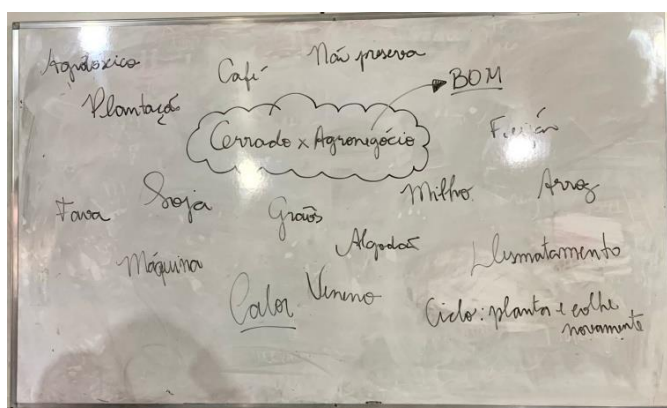 Agrotóxico
Café
Não preserva
BOM
Plantação
Cerrado x Agronegócio
Feijão
Fava
Soja
Grãos
Milho
Arroz
Algodão
Máquina
Desmatamento
Calor
Veneno
Ciclo: planta e colhe
novamente